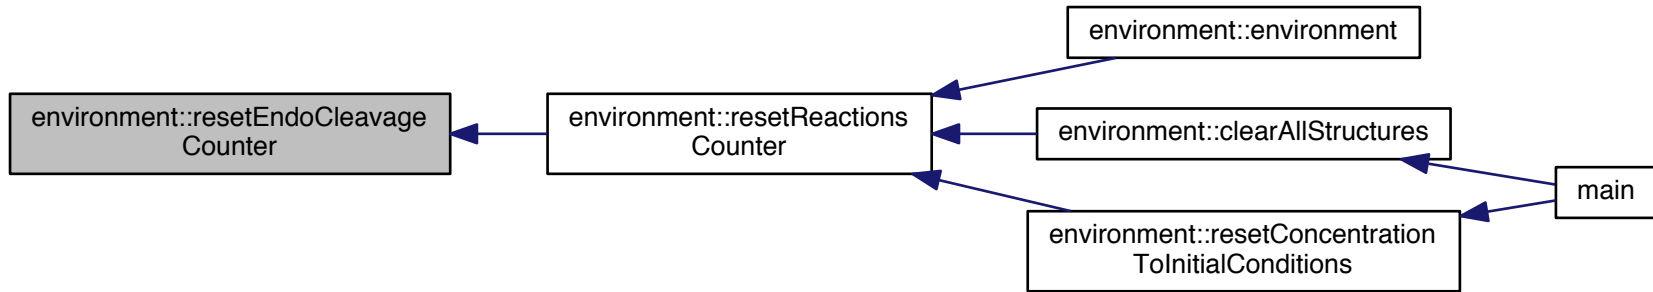 environment::resetEndoCleavage
Counter
environment::resetReactions
Counter
environment::environment
environment::clearAllStructures
environment::resetConcentration
ToInitialConditions
main